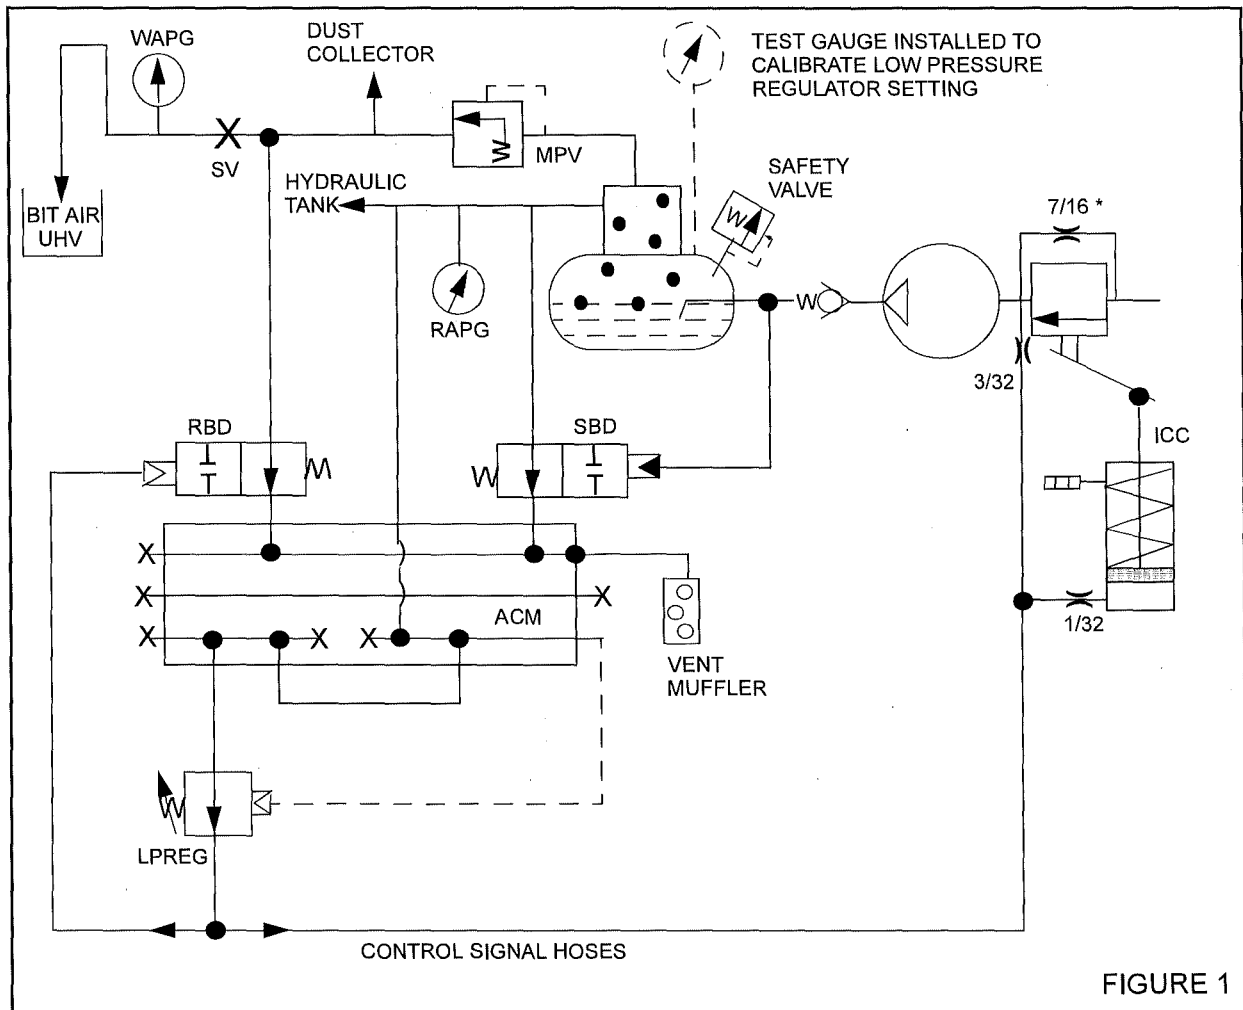 WAPG
DUST
COLLECTOR
TEST GAUGE INSTALLED TO
CALIBRATE LOW PRESSURE
REGULATOR SETTING
SV
MPV
SAFETY
VALVE
HYDRAULIC
TANK
BIT AIR
UHV
7/16 *
RAPG
3/32
RBD
SBD
ICC
ACM
1/32
VENT
MUFFLER
LPREG
CONTROL SIGNAL HOSES
FIGURE 1